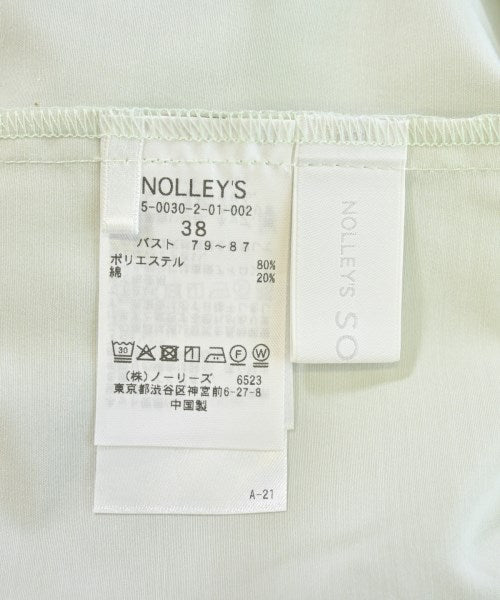 NOLLEY'S
5-0030-2-01-002
38
バスト 79～87
ポリエステル 80%
綿 20%
30
F W
(株)ノーリーズ 6523
東京都渋谷区神宮前6-27-8
中国製
A-21
NOLLEY'S SO